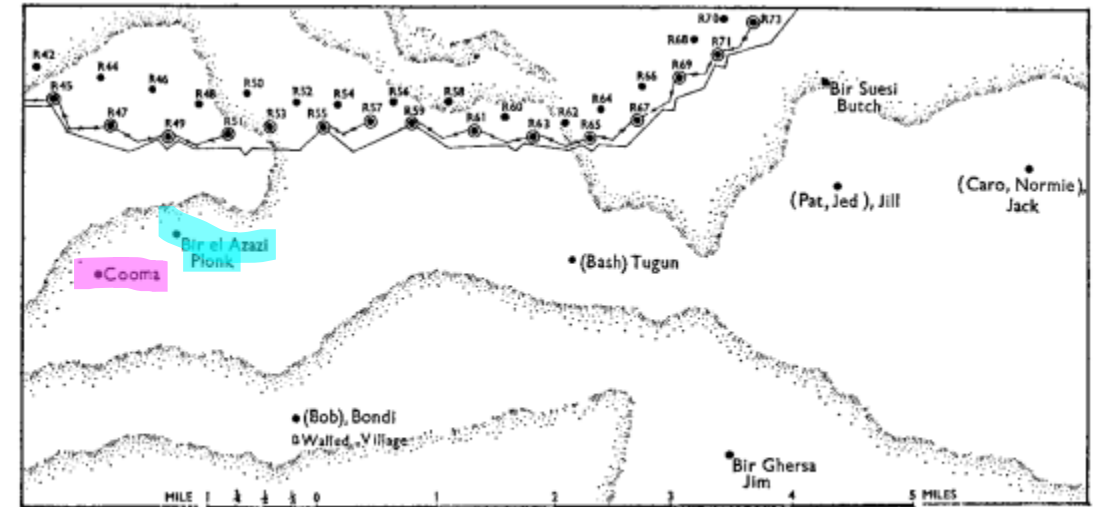 R70
R73
R68
R71
R42
R44
R69
R46
R66
R45
R50
R52
R54
R56
R58
R48
R60
R64
R62
R47
R49
R51
R53
R55
R57
R59
R61
R63
R65
R67
Bir Suesi
Butch
(Pat, Jed), Jill
(Caro, Normie),
Jack
Bir el Azazi
Plonk
Cooma
(Bash) Tugun
(Bob), Bondi
Walled Village
Bir Ghersa
Jim
MILE 1 0 1 2 3 4 5 MILES